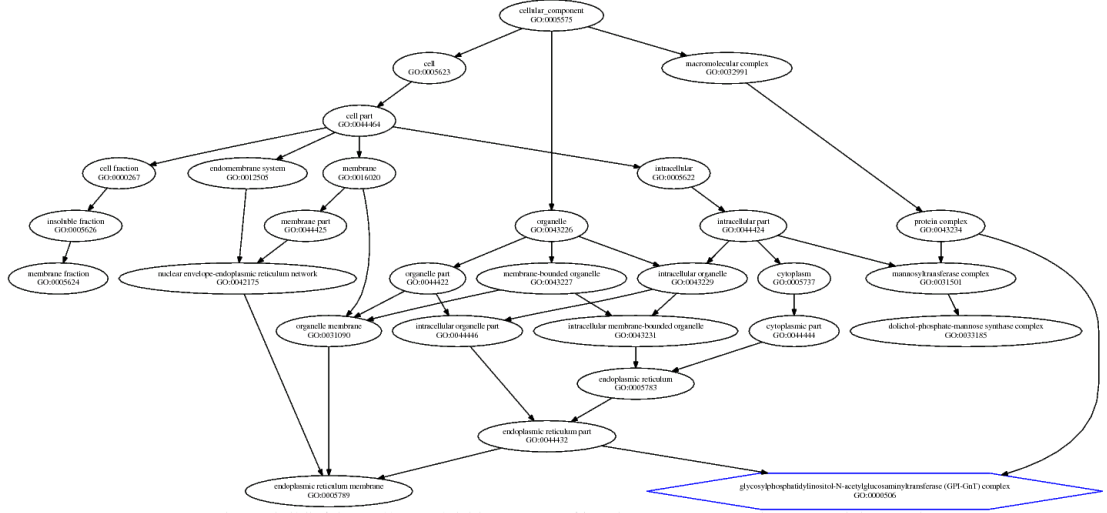 cellular_component
GO:0005575
cell
GO:0005623
macromolecular complex
GO:0032991
cell part
GO:0044464
cell fraction
GO:0000267
endomembrane system
GO:0012505
membrane
GO:0016020
intracellular
GO:0005622
insoluble fraction
GO:0005626
membrane part
GO:0044425
organelle
GO:0043226
intracellular part
GO:0044424
protein complex
GO:0043234
membrane fraction
GO:0005624
nuclear envelope-endoplasmic reticulum network
GO:0042175
organelle part
GO:0044422
membrane-bounded organelle
GO:0043227
intracellular organelle
GO:0043229
cytoplasm
GO:0005737
mannosyltransferase complex
GO:0031501
organelle membrane
GO:0031090
intracellular organelle part
GO:0044446
intracellular membrane-bounded organelle
GO:0043231
cytoplasmic part
GO:0044444
dolichol-phosphate-mannose synthase complex
GO:0033185
endoplasmic reticulum
GO:0005783
endoplasmic reticulum part
GO:0044432
endoplasmic reticulum membrane
GO:0005789
glycosylphosphatidylinositol-N-acetylglucosaminyltransferase (GPI-GnT) complex
GO:0000506